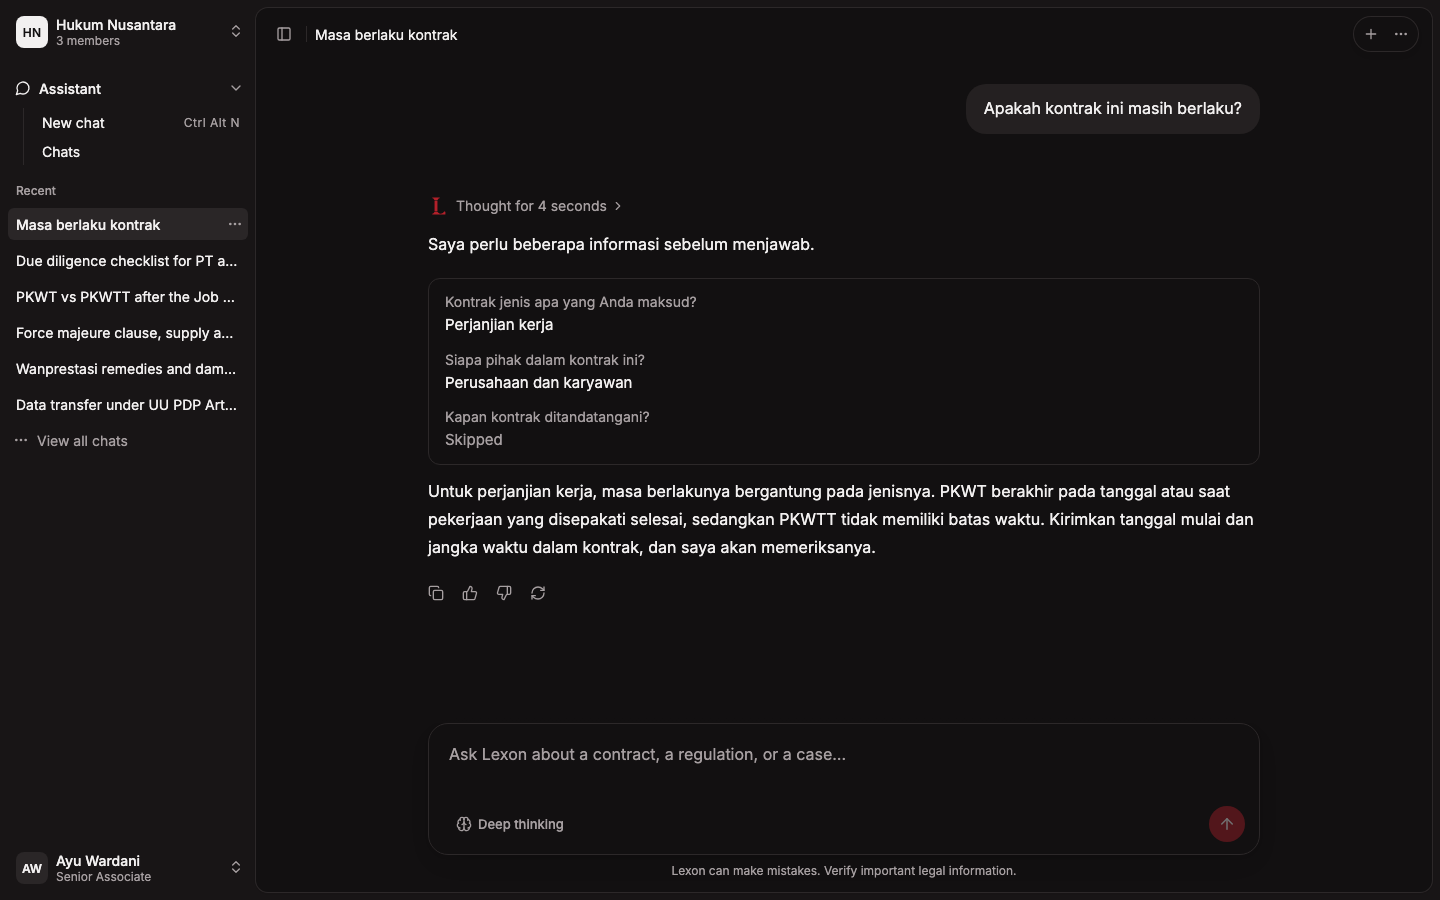 HN
Hukum Nusantara
3 members
Assistant
New chat
Ctrl Alt N
Chats
Recent
Masa berlaku kontrak
Due diligence checklist for PT a...
PKWT vs PKWTT after the Job ...
Force majeure clause, supply a...
Wanprestasi remedies and dam...
Data transfer under UU PDP Art...
View all chats
AW
Ayu Wardani
Senior Associate
Masa berlaku kontrak
Apakah kontrak ini masih berlaku?
L Thought for 4 seconds
Saya perlu beberapa informasi sebelum menjawab.
Kontrak jenis apa yang Anda maksud?
Perjanjian kerja
Siapa pihak dalam kontrak ini?
Perusahaan dan karyawan
Kapan kontrak ditandatangani?
Skipped
Untuk perjanjian kerja, masa berlakunya bergantung pada jenisnya. PKWT berakhir pada tanggal atau saat
pekerjaan yang disepakati selesai, sedangkan PKWTT tidak memiliki batas waktu. Kirimkan tanggal mulai dan
jangka waktu dalam kontrak, dan saya akan memeriksanya.
Ask Lexon about a contract, a regulation, or a case...
Deep thinking
Lexon can make mistakes. Verify important legal information.